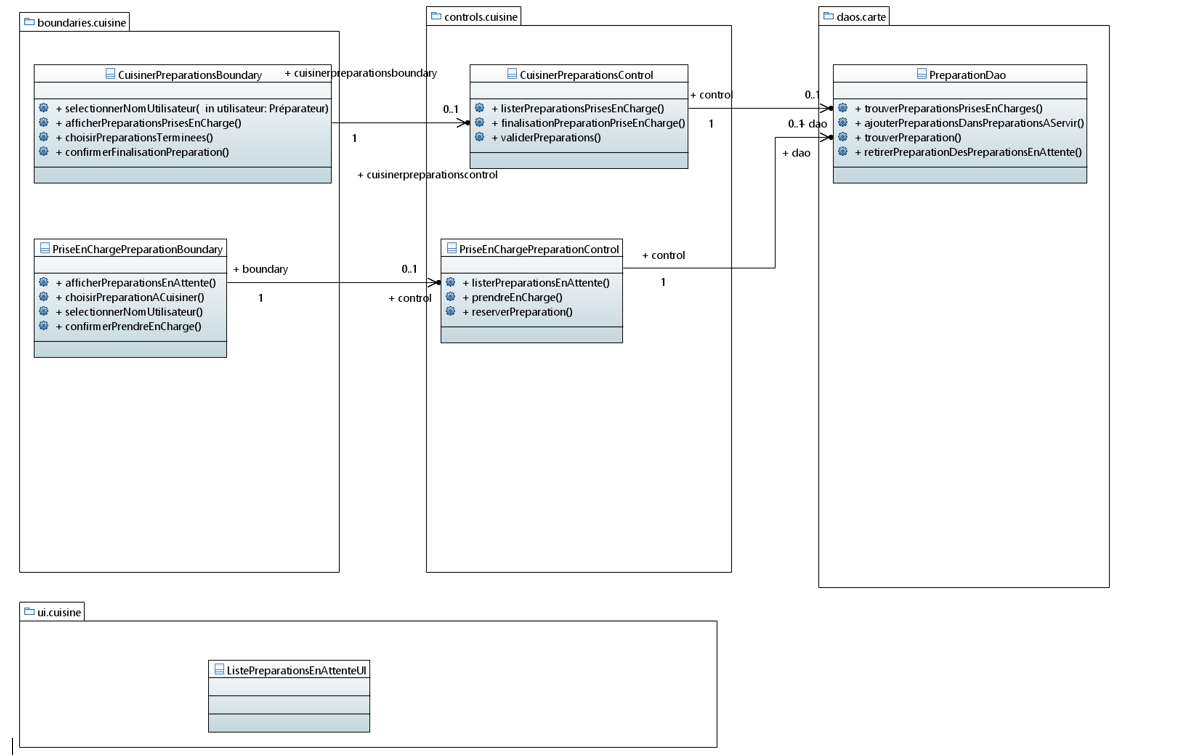 boundaries.cuisine
CuisinerPreparationsBoundary
+ selectionnerNomUtilisateur( in utilisateur: Préparateur)
+ afficherPreparationsPrisesEnCharge()
+ choisirPreparationsTerminees()
+ confirmerFinalisationPreparation()
+ cuisinerpreparationsboundary
0..1
1
+ cuisinerpreparationscontrol
PriseEnChargePreparationBoundary
+ afficherPreparationsEnAttente()
+ choisirPreparationACuisiner()
+ selectionnerNomUtilisateur()
+ confirmerPrendreEnCharge()
+ boundary
0..1
1
+ control
controls.cuisine
CuisinerPreparationsControl
+ listerPreparationsPrisesEnCharge()
+ finalisationPreparationPriseEnCharge()
+ validerPreparations()
+ control
0..1
1
+ dao
PriseEnChargePreparationControl
+ listerPreparationsEnAttente()
+ prendreEnCharge()
+ reserverPreparation()
+ control
1
0..1
+ dao
daos.carte
PreparationDao
+ trouverPreparationsPrisesEnCharges()
+ ajouterPreparationsDansPreparationsAServir()
+ trouverPreparation()
+ retirerPreparationDesPreparationsEnAttente()
ui.cuisine
ListePreparationsEnAttenteUI